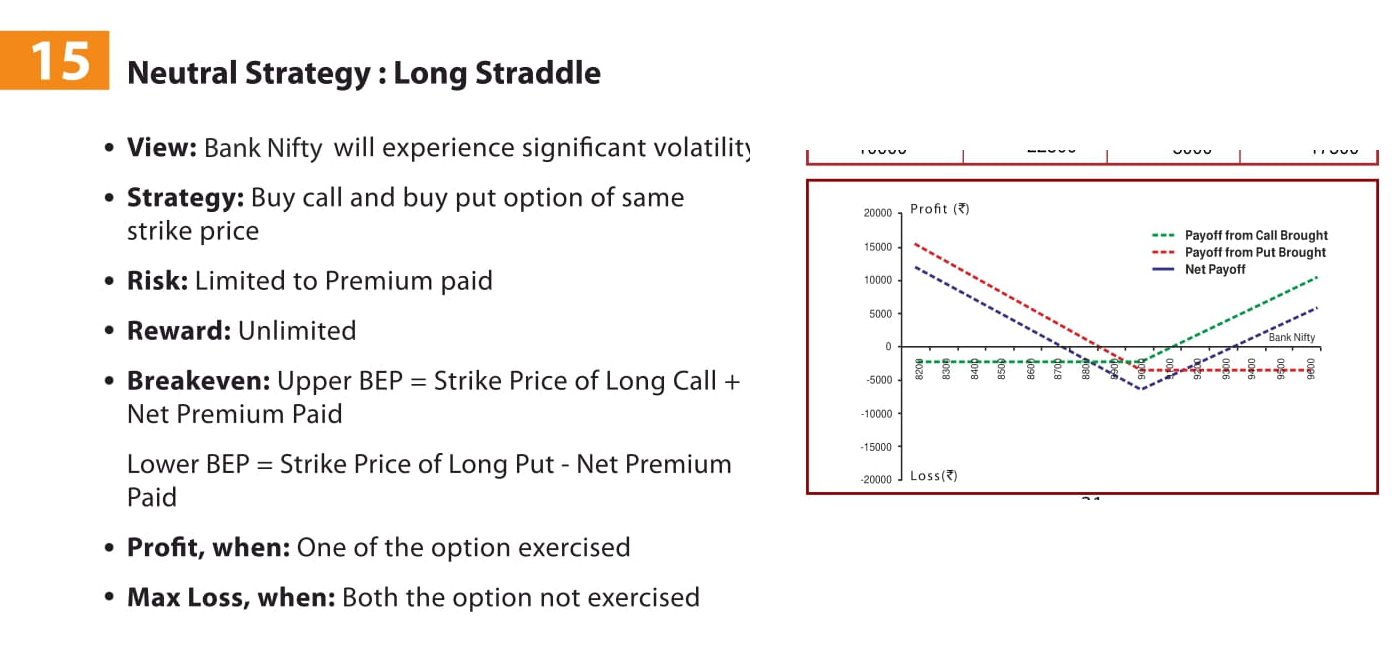 15
Neutral Strategy : Long Straddle
• View: Bank Nifty will experience significant volatility
• Strategy: Buy call and buy put option of same
strike price
• Risk: Limited to Premium paid
• Reward: Unlimited
• Breakeven: Upper BEP = Strike Price of Long Call +
Net Premium Paid
Lower BEP = Strike Price of Long Put - Net Premium
Paid
• Profit, when: One of the option exercised
• Max Loss, when: Both the option not exercised
Profit (₹)
20000
15000
10000
5000
0
-5000
-10000
-15000
-20000
Loss(₹)
Payoff from Call Brought
Payoff from Put Brought
Net Payoff
Bank Nifty
8200
8300
8400
8500
8600
8700
8800
8900
9000
9200
9300
9400
9500
9600